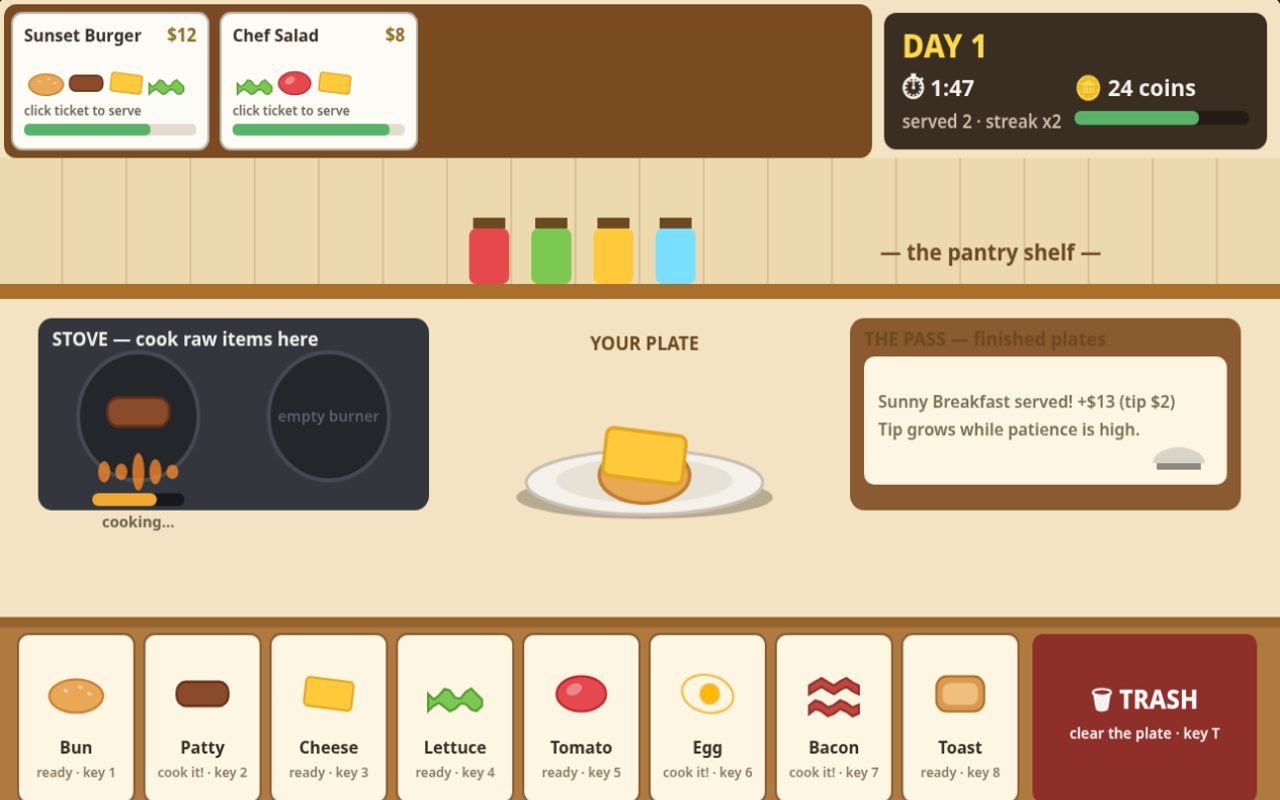 Sunset Burger $12
click ticket to serve
Chef Salad $8
click ticket to serve
DAY 1
⏱ 1:47
🪙 24 coins
served 2 · streak x2
— the pantry shelf —
STOVE — cook raw items here
empty burner
cooking...
YOUR PLATE
THE PASS — finished plates
Sunny Breakfast served! +$13 (tip $2)
Tip grows while patience is high.
Bun
ready · key 1
Patty
cook it! · key 2
Cheese
ready · key 3
Lettuce
ready · key 4
Tomato
ready · key 5
Egg
cook it! · key 6
Bacon
cook it! · key 7
Toast
ready · key 8
🗑 TRASH
clear the plate · key T